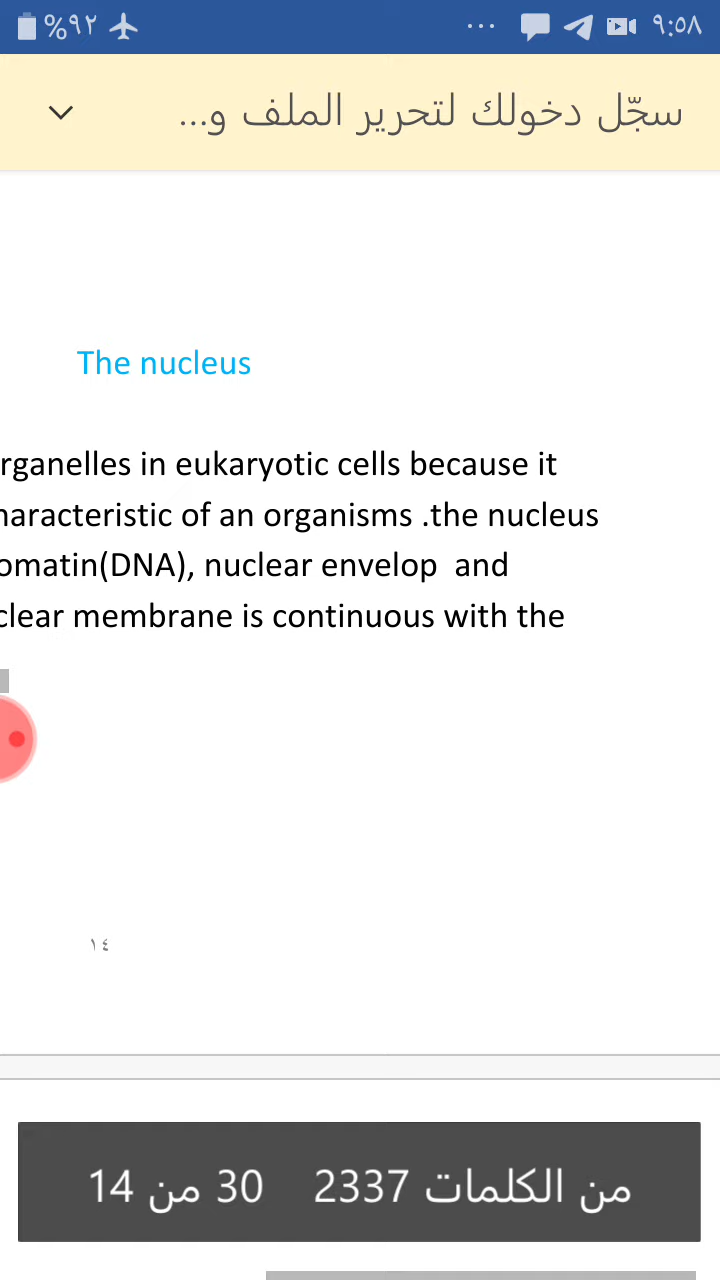 %٩٢ ... ٩:٥٨
سجّل دخولك لتحرير الملف و...
The nucleus
rganelles in eukaryotic cells because it
haracteristic of an organisms .the nucleus
omatin(DNA), nuclear envelop and
clear membrane is continuous with the
١٤
من الكلمات 2337 30 من 14